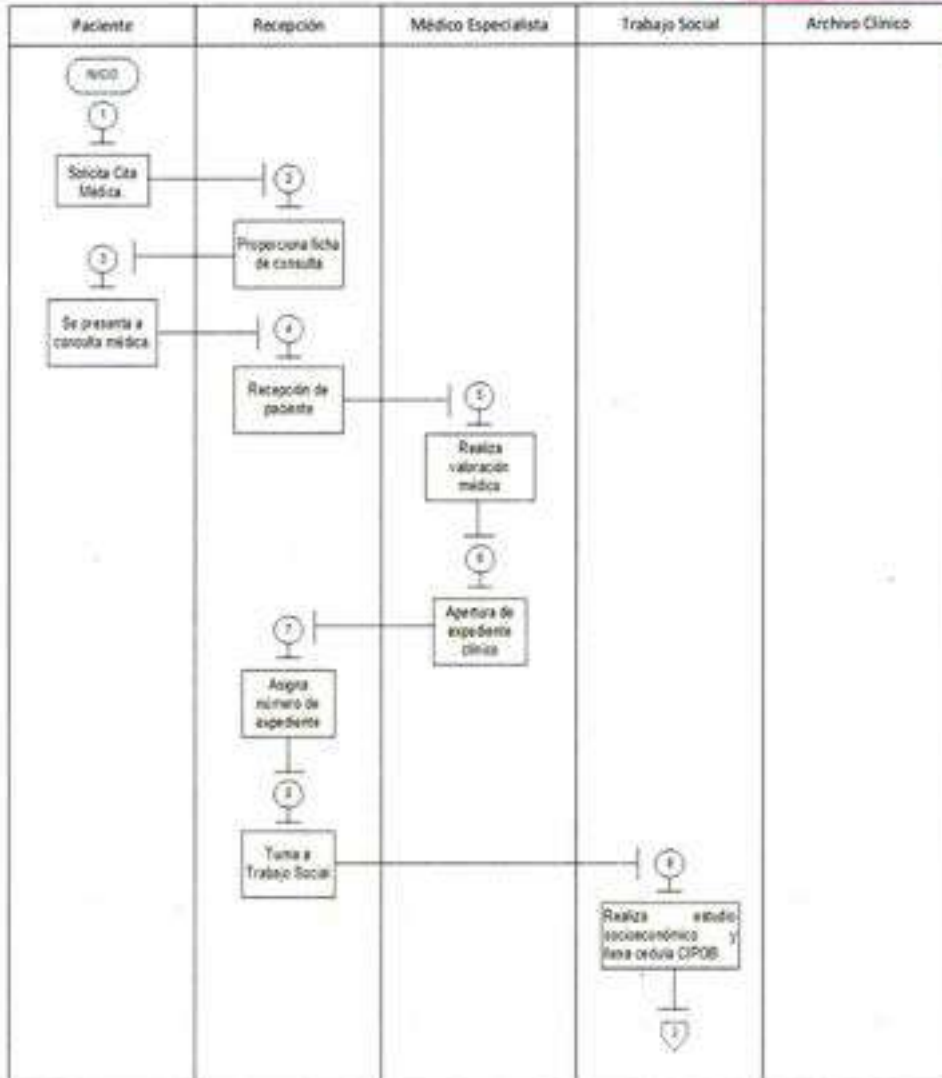 Paciente
Recepción
Médico Especialista
Trabajo Social
Archivo Clínico
INICIO
1
Solicita Cita
Médica
2
Proporciona ficha
de consulta
3
Se presenta a
consulta médica
4
Recepción de
paciente
5
Realiza
valoración
médica
6
Apertura de
expediente
clínico
7
Asigna
número de
expediente
Turna a
Trabajo Social
Realiza estudio
socioeconómico y
llena cedula CIPOB